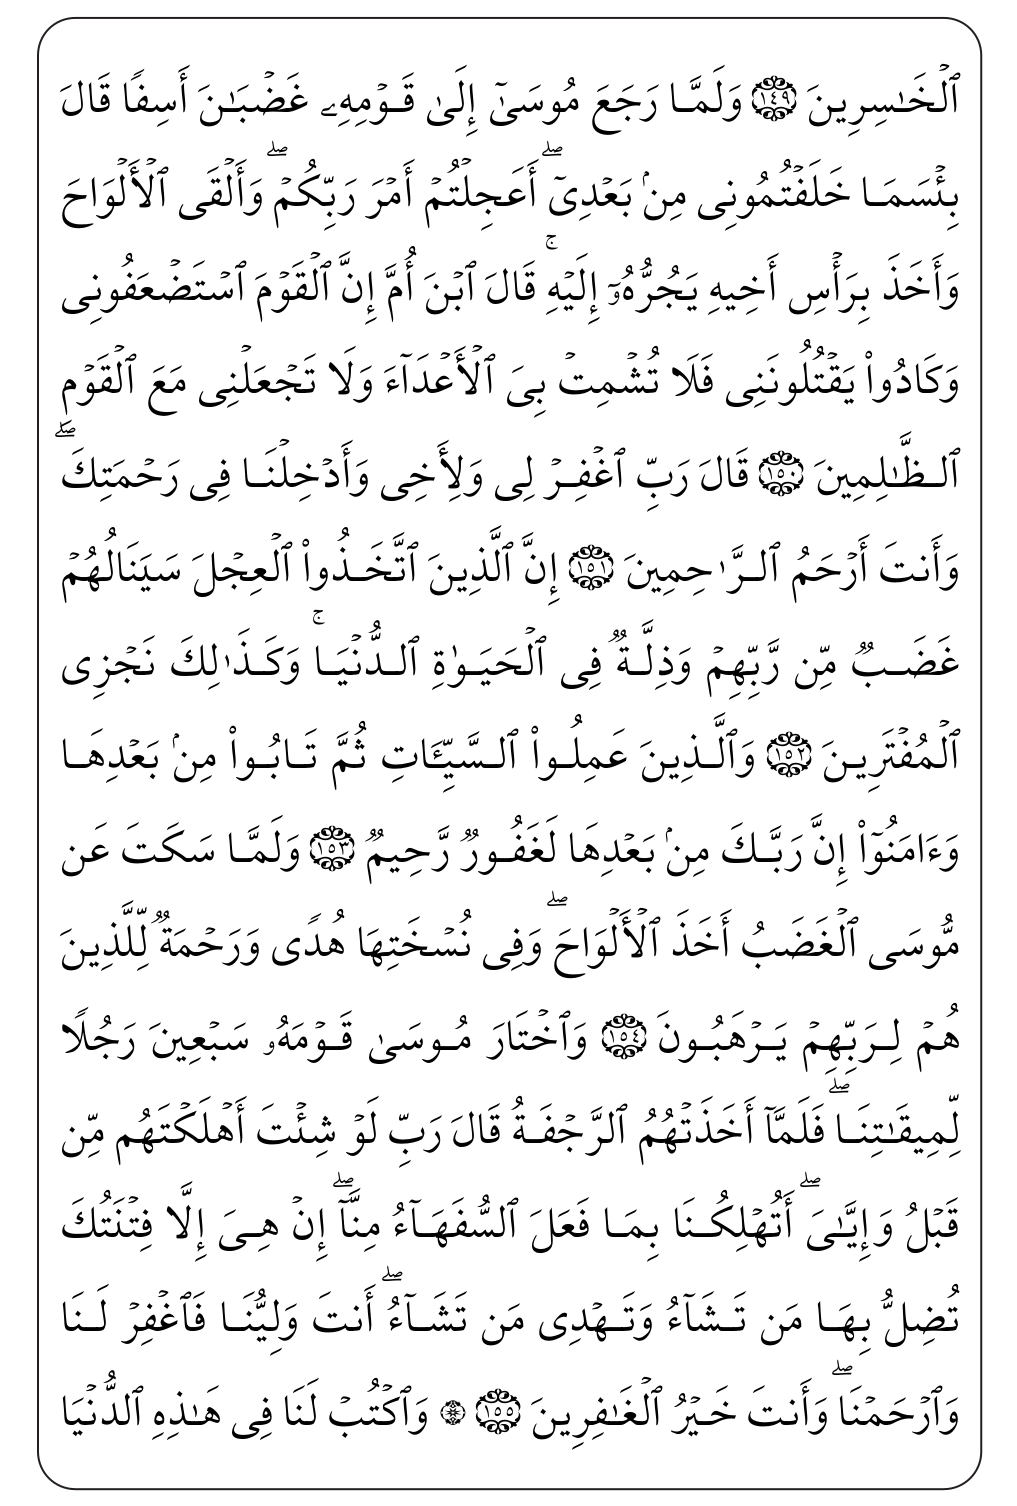 ٱلۡخَـٰسِرِينَ ١٤٩ وَلَمَّا رَجَعَ مُوسَىٰٓ إِلَىٰ قَوۡمِهِۦ غَضۡبَـٰنَ أَسِفًا قَالَ
بِئۡسَمَا خَلَفۡتُمُونِى مِنۢ بَعۡدِىٓۖ أَعَجِلۡتُمۡ أَمۡرَ رَبِّكُمۡۖ وَأَلۡقَى ٱلۡأَلۡوَاحَ
وَأَخَذَ بِرَأۡسِ أَخِيهِ يَجُرُّهُۥٓ إِلَيۡهِۚ قَالَ ٱبۡنَ أُمَّ إِنَّ ٱلۡقَوۡمَ ٱسۡتَضۡعَفُونِى
وَكَادُواْ يَقۡتُلُونَنِى فَلَا تُشۡمِتۡ بِىَ ٱلۡأَعۡدَآءَ وَلَا تَجۡعَلۡنِى مَعَ ٱلۡقَوۡمِ
ٱلظَّـٰلِمِينَ ١٥٠ قَالَ رَبِّ ٱغۡفِرۡ لِى وَلِأَخِى وَأَدۡخِلۡنَا فِى رَحۡمَتِكَۖ
وَأَنتَ أَرۡحَمُ ٱلرَّٰحِمِينَ ١٥١ إِنَّ ٱلَّذِينَ ٱتَّخَذُواْ ٱلۡعِجۡلَ سَيَنَالُهُمۡ
غَضَبٌ مِّن رَّبِّهِمۡ وَذِلَّةٌ فِى ٱلۡحَيَوٰةِ ٱلدُّنۡيَاۚ وَكَذَٰلِكَ نَجۡزِى
ٱلۡمُفۡتَرِينَ ١٥٢ وَٱلَّذِينَ عَمِلُواْ ٱلسَّيِّـَٔاتِ ثُمَّ تَابُواْ مِنۢ بَعۡدِهَا
وَءَامَنُوٓاْ إِنَّ رَبَّكَ مِنۢ بَعۡدِهَا لَغَفُورٌ رَّحِيمٌ ١٥٣ وَلَمَّا سَكَتَ عَن
مُّوسَى ٱلۡغَضَبُ أَخَذَ ٱلۡأَلۡوَاحَۖ وَفِى نُسۡخَتِهَا هُدًى وَرَحۡمَةٌ لِّلَّذِينَ
هُمۡ لِرَبِّهِمۡ يَرۡهَبُونَ ١٥٤ وَٱخۡتَارَ مُوسَىٰ قَوۡمَهُۥ سَبۡعِينَ رَجُلًا
لِّمِيقَـٰتِنَاۖ فَلَمَّآ أَخَذَتۡهُمُ ٱلرَّجۡفَةُ قَالَ رَبِّ لَوۡ شِئۡتَ أَهۡلَكۡتَهُم مِّن
قَبۡلُ وَإِيَّـٰىَۖ أَتُهۡلِكُنَا بِمَا فَعَلَ ٱلسُّفَهَآءُ مِنَّآۖ إِنۡ هِىَ إِلَّا فِتۡنَتُكَ
تُضِلُّ بِهَا مَن تَشَآءُ وَتَهۡدِى مَن تَشَآءُۖ أَنتَ وَلِيُّنَا فَٱغۡفِرۡ لَنَا
وَٱرۡحَمۡنَاۖ وَأَنتَ خَيۡرُ ٱلۡغَـٰفِرِينَ ١٥٥ ۞ وَٱكۡتُبۡ لَنَا فِى هَـٰذِهِ ٱلدُّنۡيَا